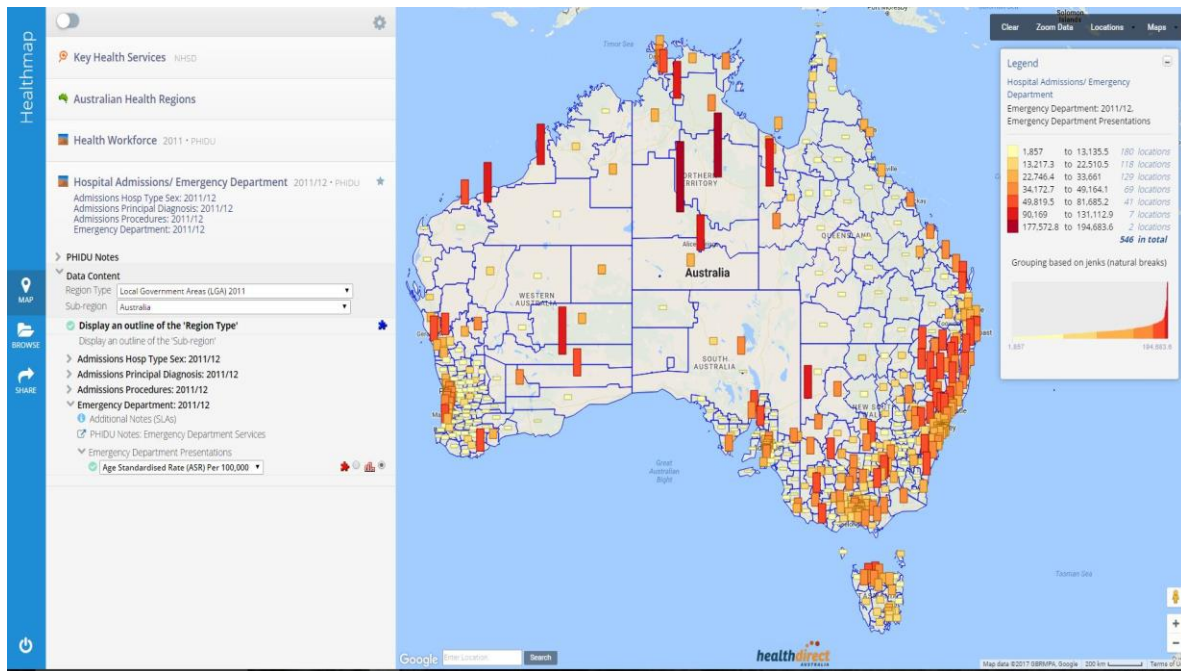 Healthmap
MAP
BROWSE
SHARE
Key Health Services NHSD
Australian Health Regions
Health Workforce 2011 • PHIDU
Hospital Admissions/ Emergency Department 2011/12 • PHIDU
Admissions Hosp Type Sex: 2011/12
Admissions Principal Diagnosis: 2011/12
Admissions Procedures: 2011/12
Emergency Department: 2011/12
PHIDU Notes
Data Content
Region Type Local Government Areas (LGA) 2011
Sub-region Australia
Display an outline of the 'Region Type'
Display an outline of the 'Sub-region'
Admissions Hosp Type Sex: 2011/12
Admissions Principal Diagnosis: 2011/12
Admissions Procedures: 2011/12
Emergency Department: 2011/12
Additional Notes (SLAs)
PHIDU Notes: Emergency Department Services
Emergency Department Presentations
Age Standardised Rate (ASR) Per 100,000
Port Moresby
Solomon
Islands
Timor Sea
Australia
WESTERN
AUSTRALIA
SOUTH
AUSTRALIA
QUEENSLAND
Great
Australian
Bight
Tasman Sea
Clear Zoom Data Locations Maps
Legend
Hospital Admissions/ Emergency
Department
Emergency Department: 2011/12.
Emergency Department Presentations
1,857 to 13,135.5 180 locations
13,217.3 to 22,510.5 118 locations
22,746.4 to 33,661 129 locations
34,172.7 to 49,164.1 69 locations
49,819.5 to 81,685.2 41 locations
90,169 to 131,112.9 7 locations
177,572.8 to 194,683.6 2 locations
546 in total
Grouping based on jenks (natural breaks)
1,857 194,683.6
Google Enter Location Search
healthdirect
AUSTRALIA
Map data ©2017 GBRMPA, Google 200 km Terms of